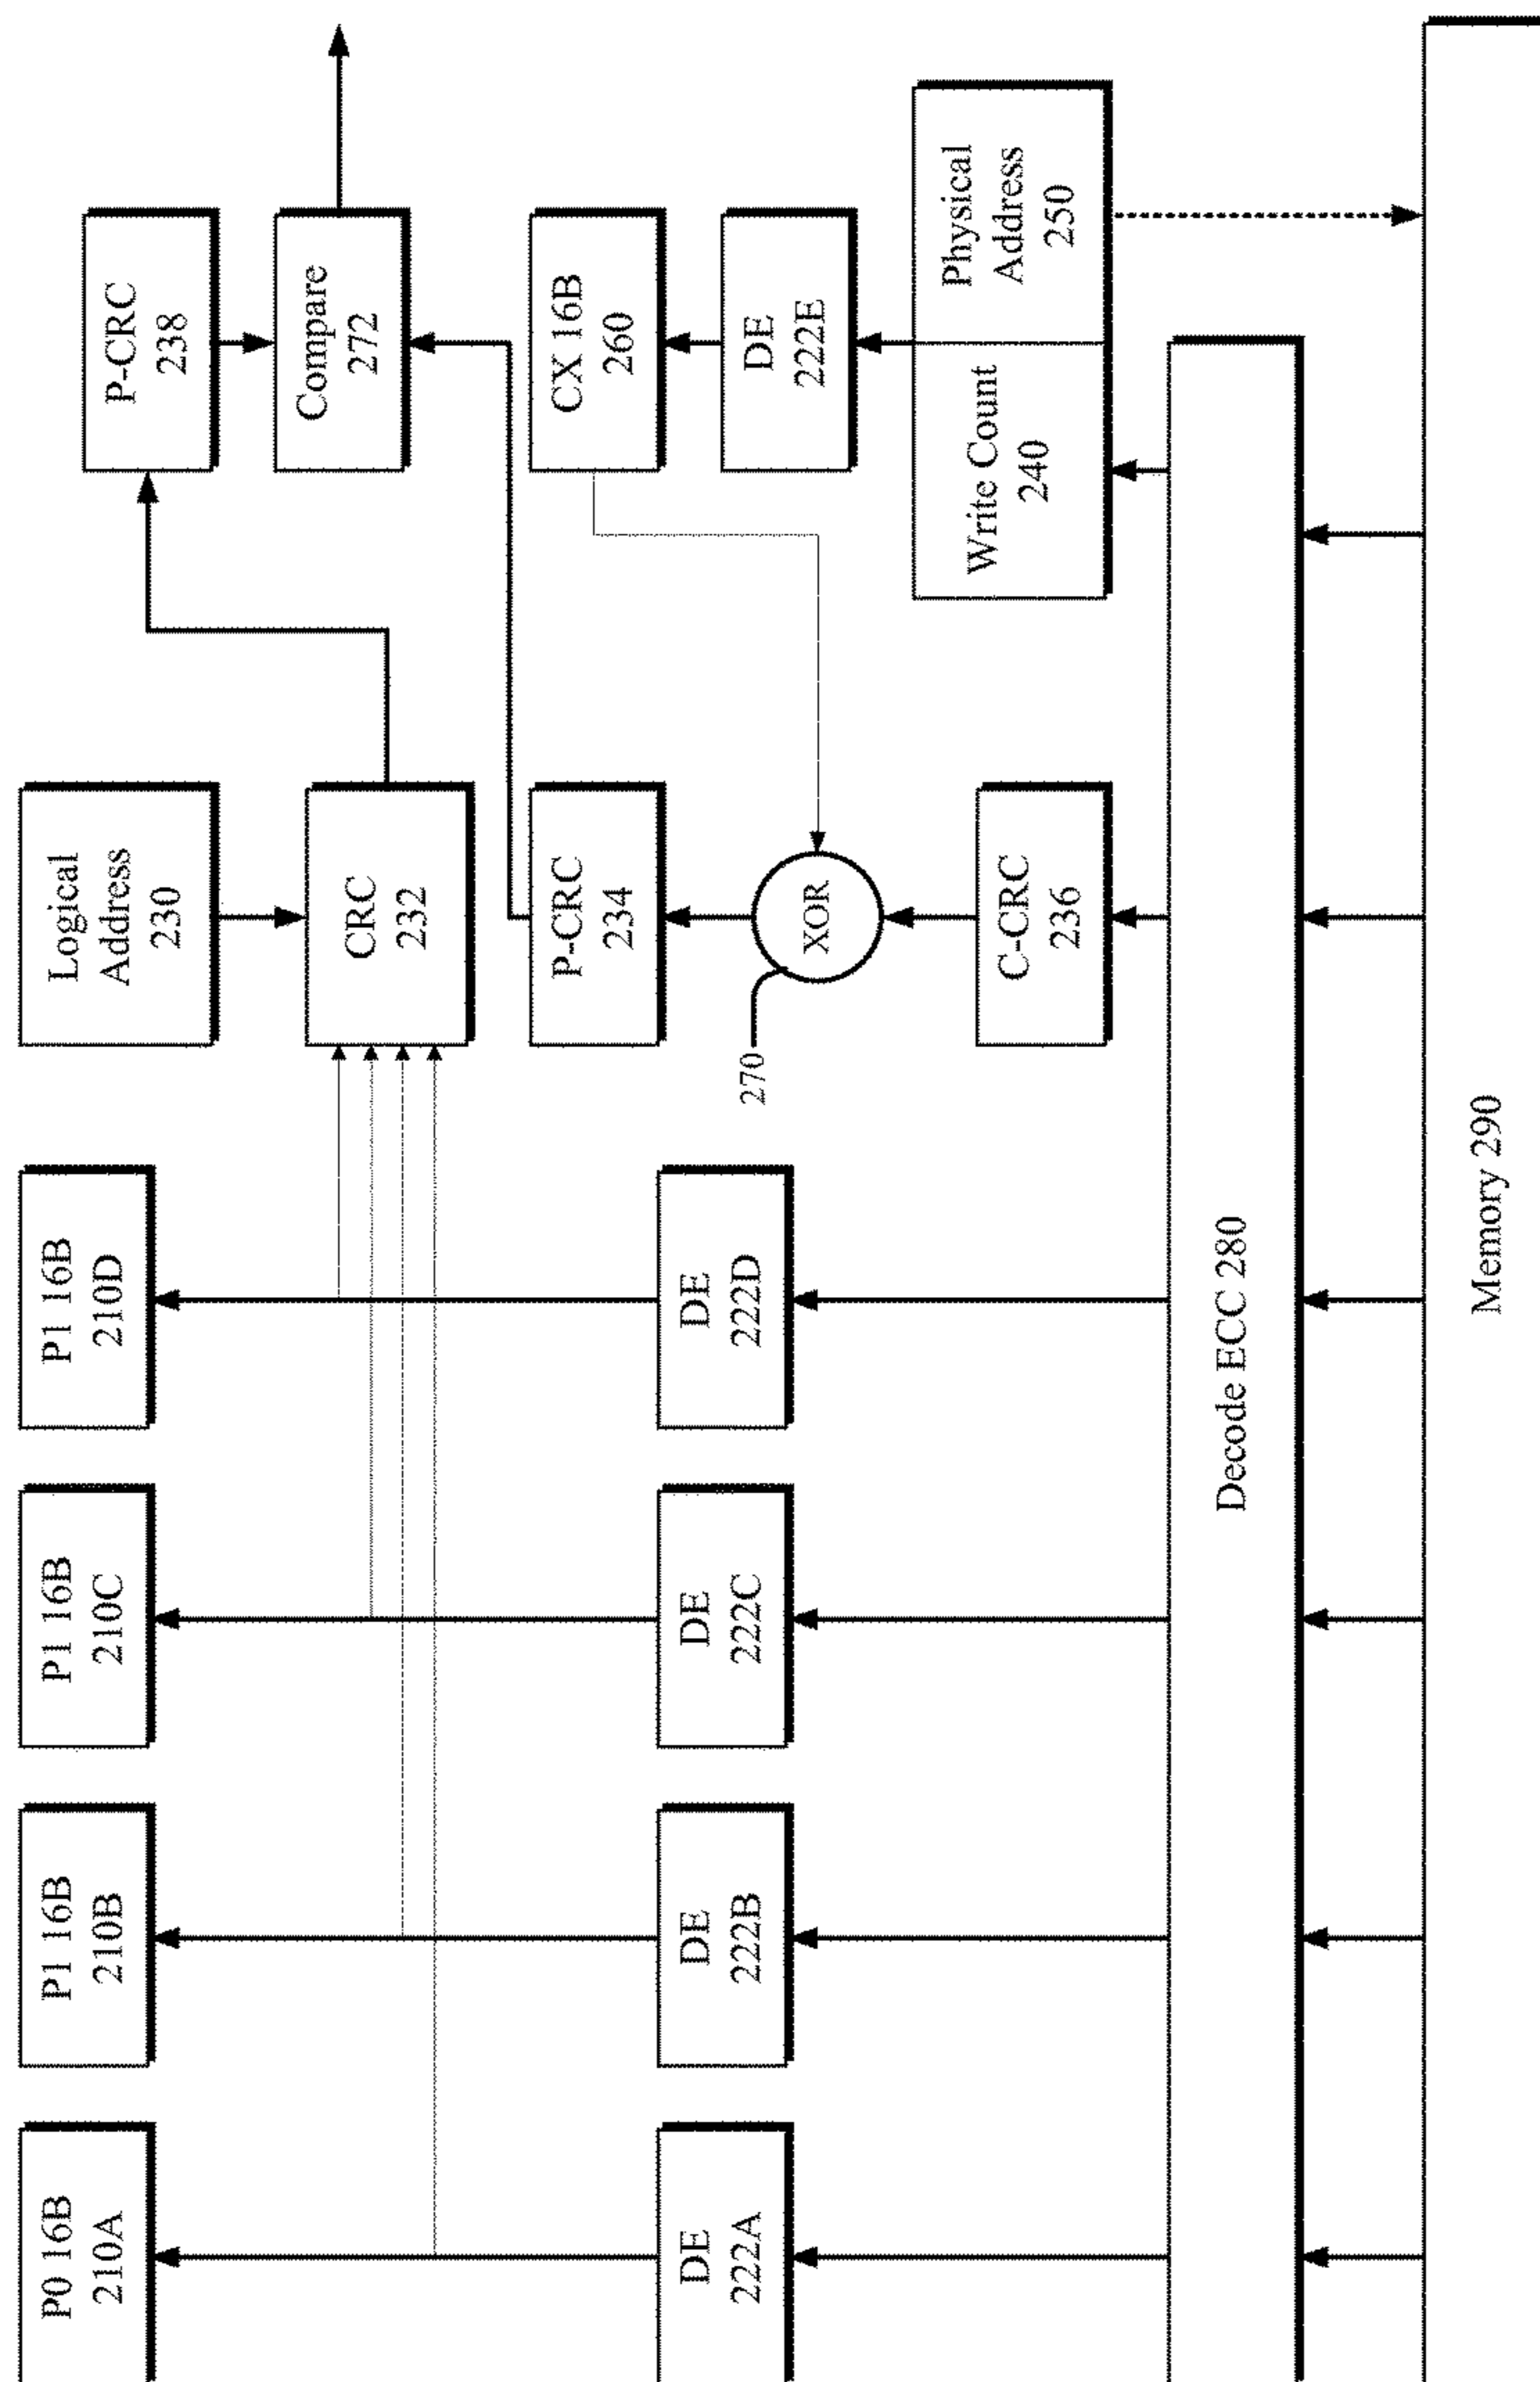 P0 16B
210A
P1 16B
210B
P1 16B
210C
P1 16B
210D
Logical
Address
230
P-CRC
238
CRC
232
Compare
272
P-CRC
234
CX 16B
260
DE
222A
DE
222B
DE
222C
DE
222D
DE
222E
270
XOR
C-CRC
236
Write Count
240
Physical
Address
250
Decode ECC 280
Memory 290